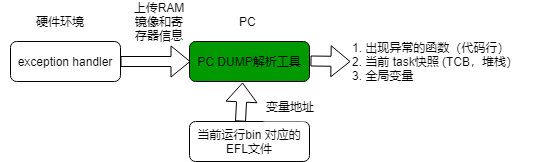 硬件环境
上传RAM
镜像和寄
存器信息
PC
exception handler
PC DUMP解析工具
1. 出现异常的函数（代码行）
2. 当前 task快照 (TCB，堆栈)
3. 全局变量
变量地址
当前运行bin 对应的
EFL文件